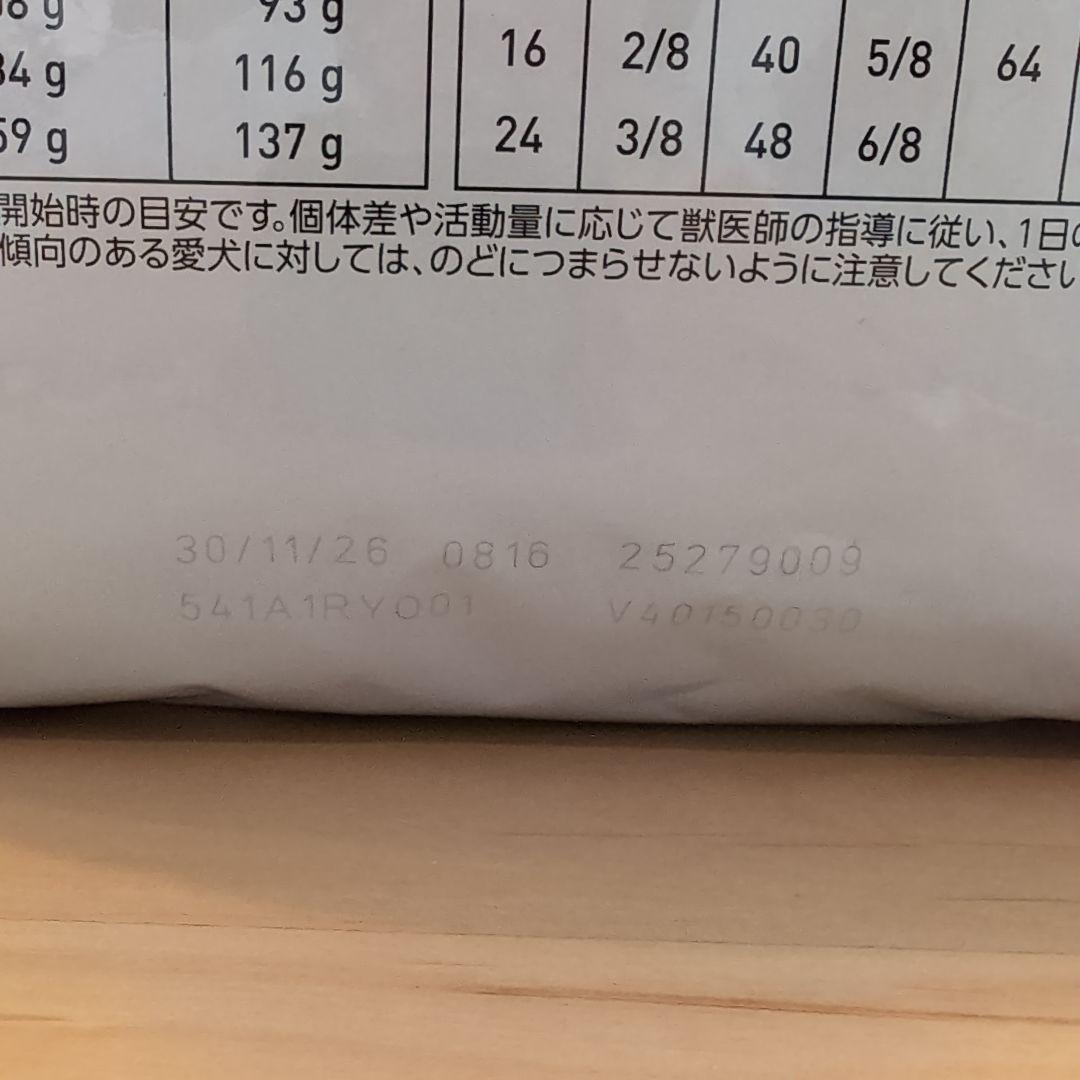 93 g
16 2/8 40 5/8 64
34 g 116 g
24 3/8 48 6/8
59 g 137 g
開始時の目安です。個体差や活動量に応じて獣医師の指導に従い、1日の
傾向のある愛犬に対しては、のどにつまらせないように注意してください
30/11/26 0816 25279009
541A1RYO01 V40150030